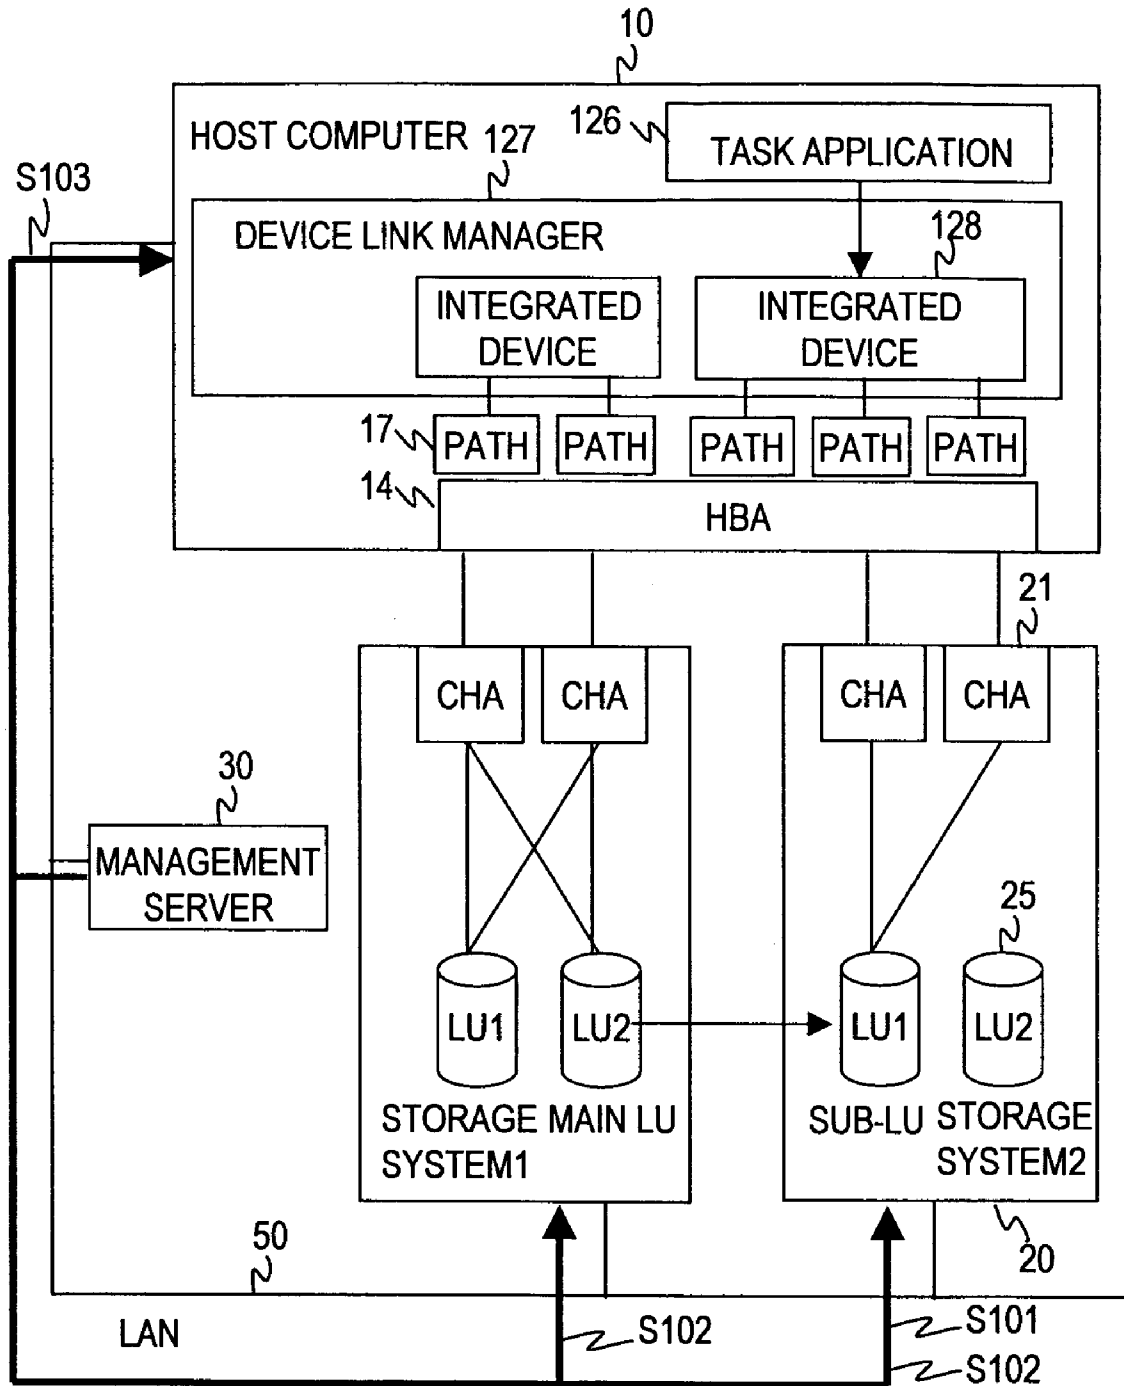 10
HOST COMPUTER
126
TASK APPLICATION
127
S103
DEVICE LINK MANAGER
128
INTEGRATED
DEVICE
INTEGRATED
DEVICE
17
PATH
PATH
PATH
PATH
PATH
14
HBA
21
CHA
CHA
CHA
CHA
30
MANAGEMENT
SERVER
25
LU1
LU2
LU1
LU2
STORAGE
SYSTEM1
MAIN LU
SUB-LU
STORAGE
SYSTEM2
50
20
LAN
S102
S101
S102